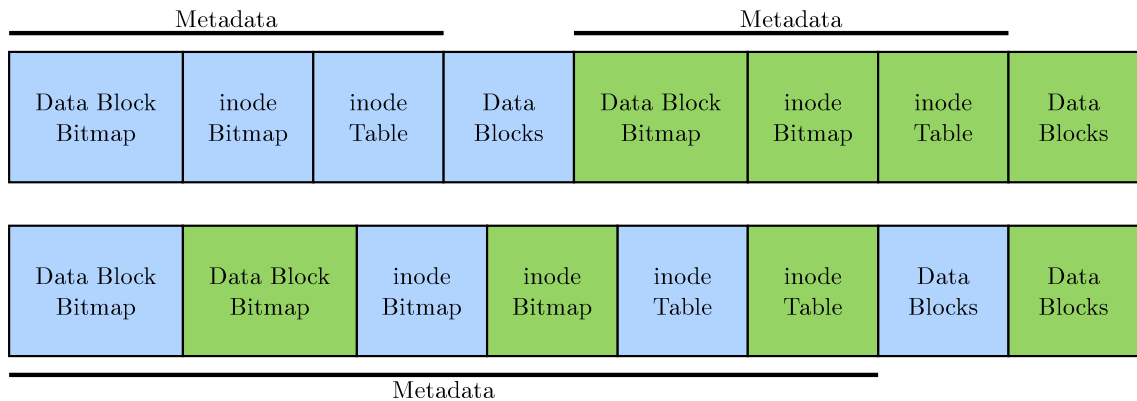 Metadata
Metadata
Data Block
Bitmap
inode
Bitmap
inode
Table
Data
Blocks
Data Block
Bitmap
inode
Bitmap
inode
Table
Data
Blocks
Data Block
Bitmap
Data Block
Bitmap
inode
Bitmap
inode
Bitmap
inode
Table
inode
Table
Data
Blocks
Data
Blocks
Metadata